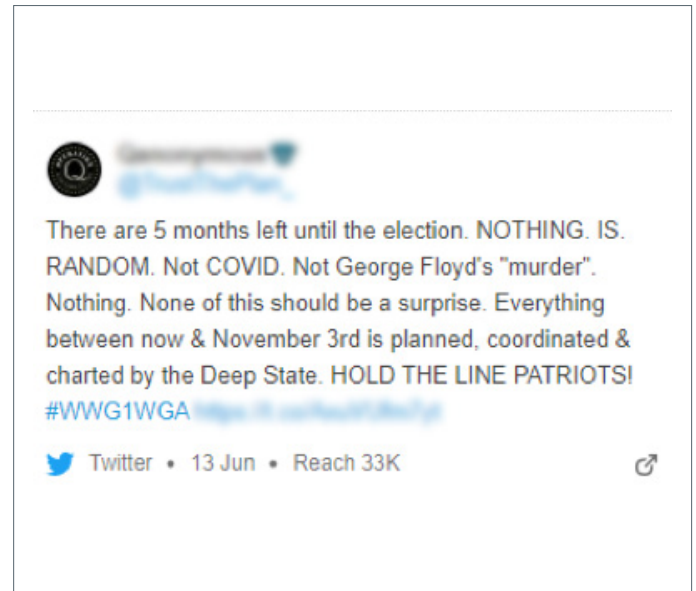 There are 5 months left until the election. NOTHING. IS.
RANDOM. Not COVID. Not George Floyd's "murder".
Nothing. None of this should be a surprise. Everything
between now & November 3rd is planned, coordinated &
charted by the Deep State. HOLD THE LINE PATRIOTS!
#WWG1WGA
Twitter • 13 Jun • Reach 33K